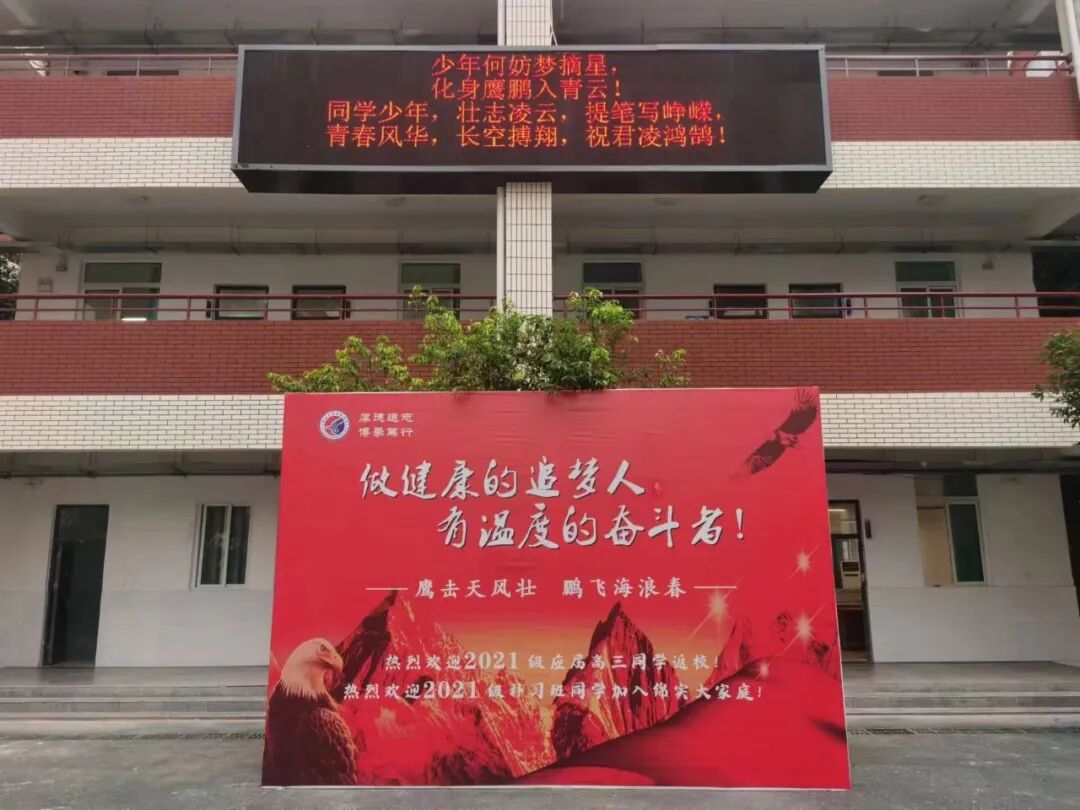 少年何妨梦摘星，
化身鹰鹏入青云！
同学少年，壮志凌云，提笔写峥嵘，
青春风华，长空搏翔，祝君凌鸿鹄！
厚德通宏
博学笃行
做健康的追梦人，
有温度的奋斗者！
鹰击天风壮 鹏飞海浪春
热烈欢迎2021级应届高三同学返校！
热烈欢迎2021级补习班同学加入绵实大家庭！